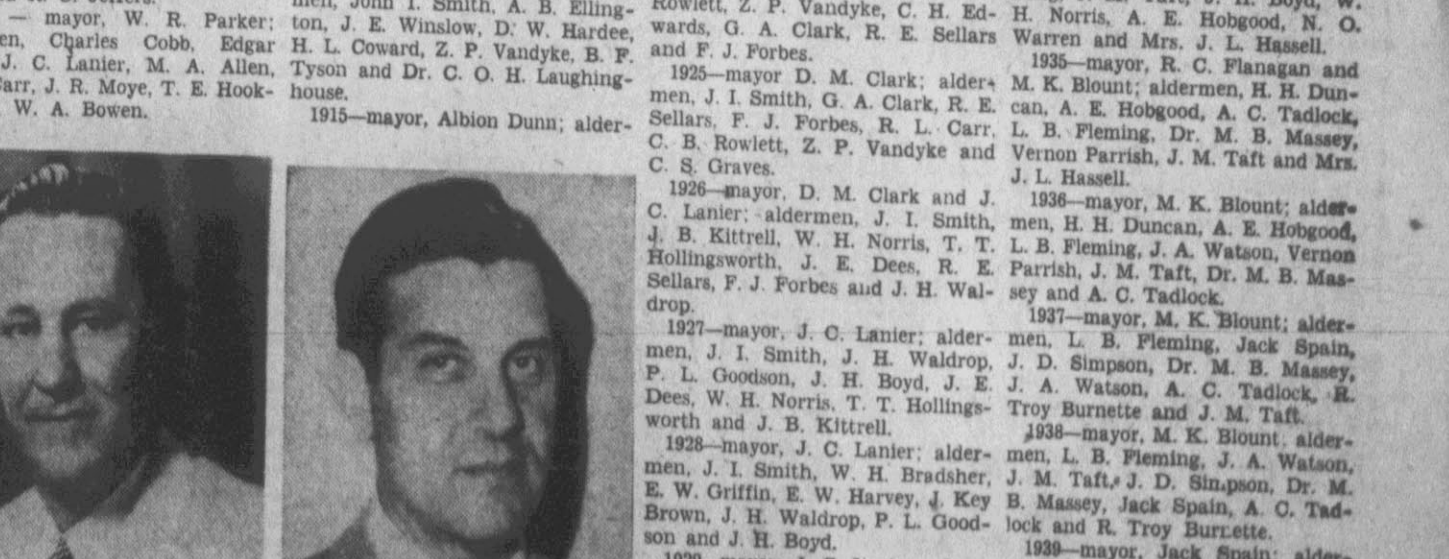 — mayor, W. R. Parker;
en, Charles Cobb, Edgar
J. C. Lanier, M. A. Allen,
arr, J. R. Moye, T. E. Hook-
W. A. Bowen.
men, John I. Smith, A. B. Elling-
ton, J. E. Winslow, D. W. Hardee,
H. L. Coward, Z. P. Vandyke, B. F.
Tyson and Dr. C. O. H. Laughing-
house.
1915—mayor, Albion Dunn; alder-
Rowlett, Z. P. Vandyke, C. H. Ed-
wards, G. A. Clark, R. E. Sellars
and F. J. Forbes.
1925—mayor D. M. Clark; alder-
men, J. I. Smith, G. A. Clark, R. E.
Sellars, F. J. Forbes, R. L. Carr,
C. B. Rowlett, Z. P. Vandyke and
C. S. Graves.
1926—mayor, D. M. Clark and J.
C. Lanier; aldermen, J. I. Smith,
J. B. Kittrell, W. H. Norris, T. T.
Hollingsworth, J. E. Dees, R. E.
Sellars, F. J. Forbes and J. H. Wal-
drop.
1927—mayor, J. C. Lanier; alder-
men, J. I. Smith, J. H. Waldrop,
P. L. Goodson, J. H. Boyd, J. E.
Dees, W. H. Norris, T. T. Hollings-
worth and J. B. Kittrell.
1928—mayor, J. C. Lanier; alder-
men, J. I. Smith, W. H. Bradsher,
E. W. Griffin, E. W. Harvey, J. Key
Brown, J. H. Waldrop, P. L. Good-
son and J. H. Boyd.
H. Norris, A. E. Hobgood, N. O.
Warren and Mrs. J. L. Hassell.
1935—mayor, R. C. Flanagan and
M. K. Blount; aldermen, H. H. Dun-
can, A. E. Hobgood, A. C. Tadlock,
L. B. Fleming, Dr. M. B. Massey,
Vernon Parrish, J. M. Taft and Mrs.
J. L. Hassell.
1936—mayor, M. K. Blount; alder-
men, H. H. Duncan, A. E. Hobgood,
L. B. Fleming, J. A. Watson, Vernon
Parrish, J. M. Taft, Dr. M. B. Mas-
sey and A. C. Tadlock.
1937—mayor, M. K. Blount; alder-
men, L. B. Fleming, Jack Spain,
J. D. Simpson, Dr. M. B. Massey,
J. A. Watson, A. C. Tadlock, R.
Troy Burnette and J. M. Taft.
1938—mayor, M. K. Blount, alder-
men, L. B. Fleming, J. A. Watson,
J. M. Taft, J. D. Simpson, Dr. M.
B. Massey, Jack Spain, A. C. Tad-
lock and R. Troy Burnette.
1939—mayor, Jack Spain; alder-